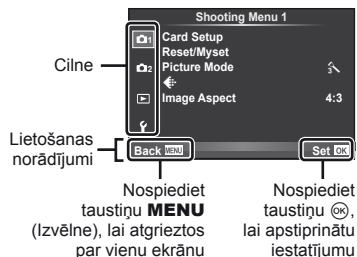 Shooting Menu 1
Card Setup
Reset/Myset
Picture Mode
Image Aspect 4:3
Back MENU Set OK
Cilne
Lietošanas
norādījumi
Nospiediet
taustiņu MENU
(Izvēlne), lai atgrieztos
par vienu ekrānu
Nospiediet
taustiņu OK,
lai apstiprinātu
iestatījumu